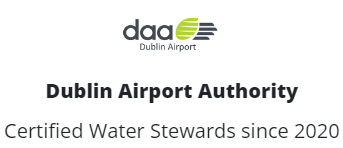 daa
Dublin Airport
Dublin Airport Authority
Certified Water Stewards since 2020